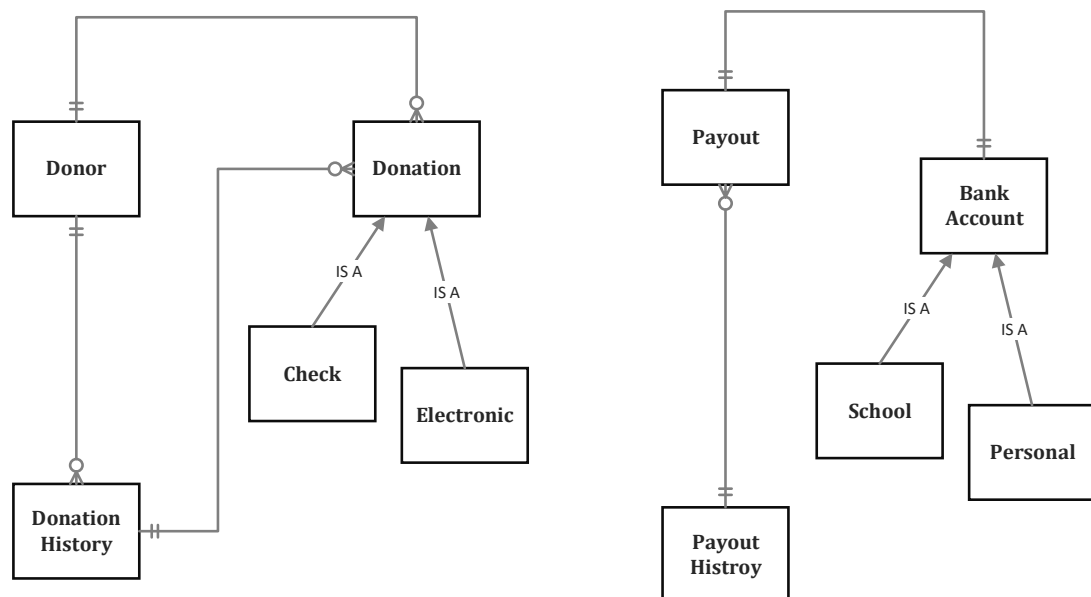 Donor
Donation
IS A
IS A
Check
Electronic
Donation
History
Payout
Bank
Account
IS A
IS A
School
Personal
Payout
Histroy